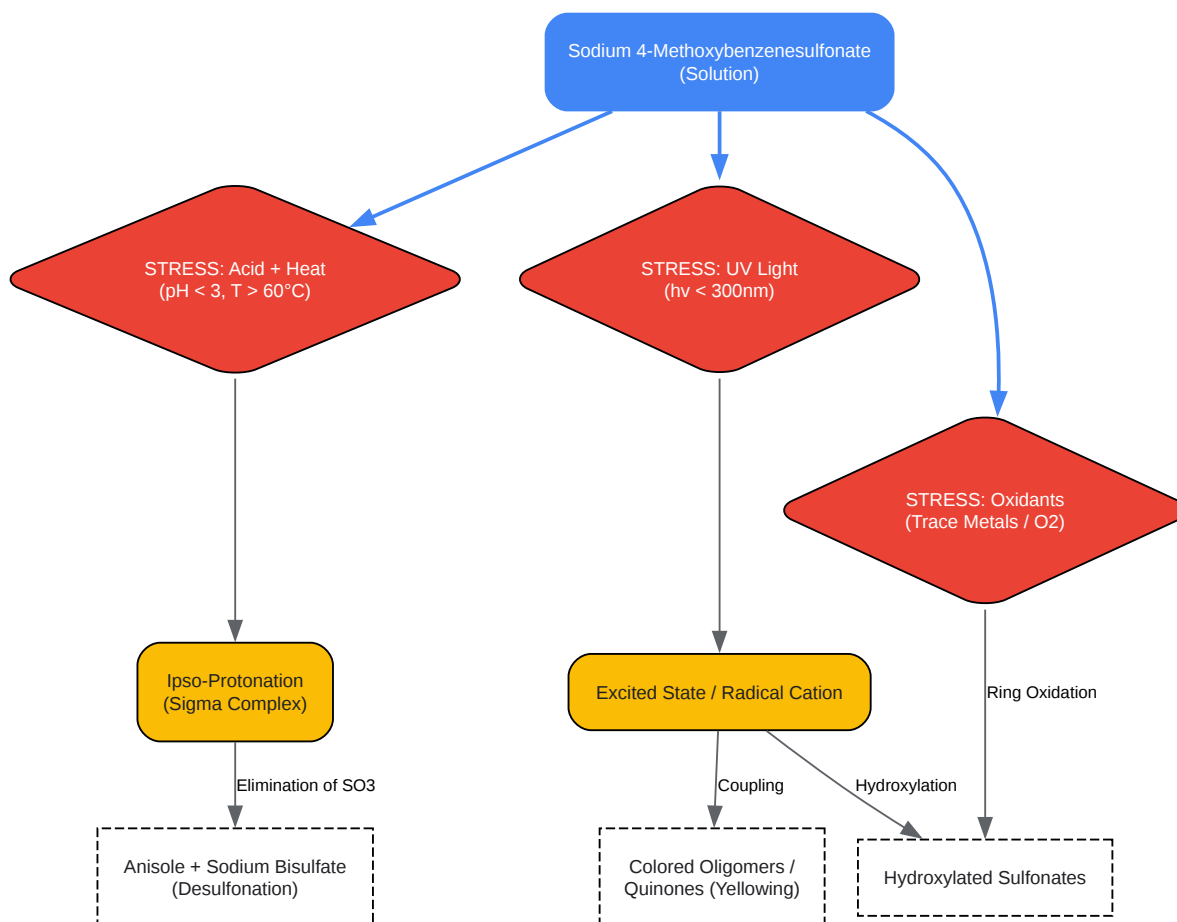 Sodium 4-Methoxybenzenesulfonate
(Solution)
STRESS: Acid + Heat
(pH < 3, T > 60°C)
STRESS: UV Light
(hv < 300nm)
STRESS: Oxidants
(Trace Metals / O2)
Ipso-Protonation
(Sigma Complex)
Excited State / Radical Cation
Ring Oxidation
Elimination of SO3
Coupling
Hydroxylation
Anisole + Sodium Bisulfate
(Desulfonation)
Colored Oligomers /
Quinones (Yellowing)
Hydroxylated Sulfonates